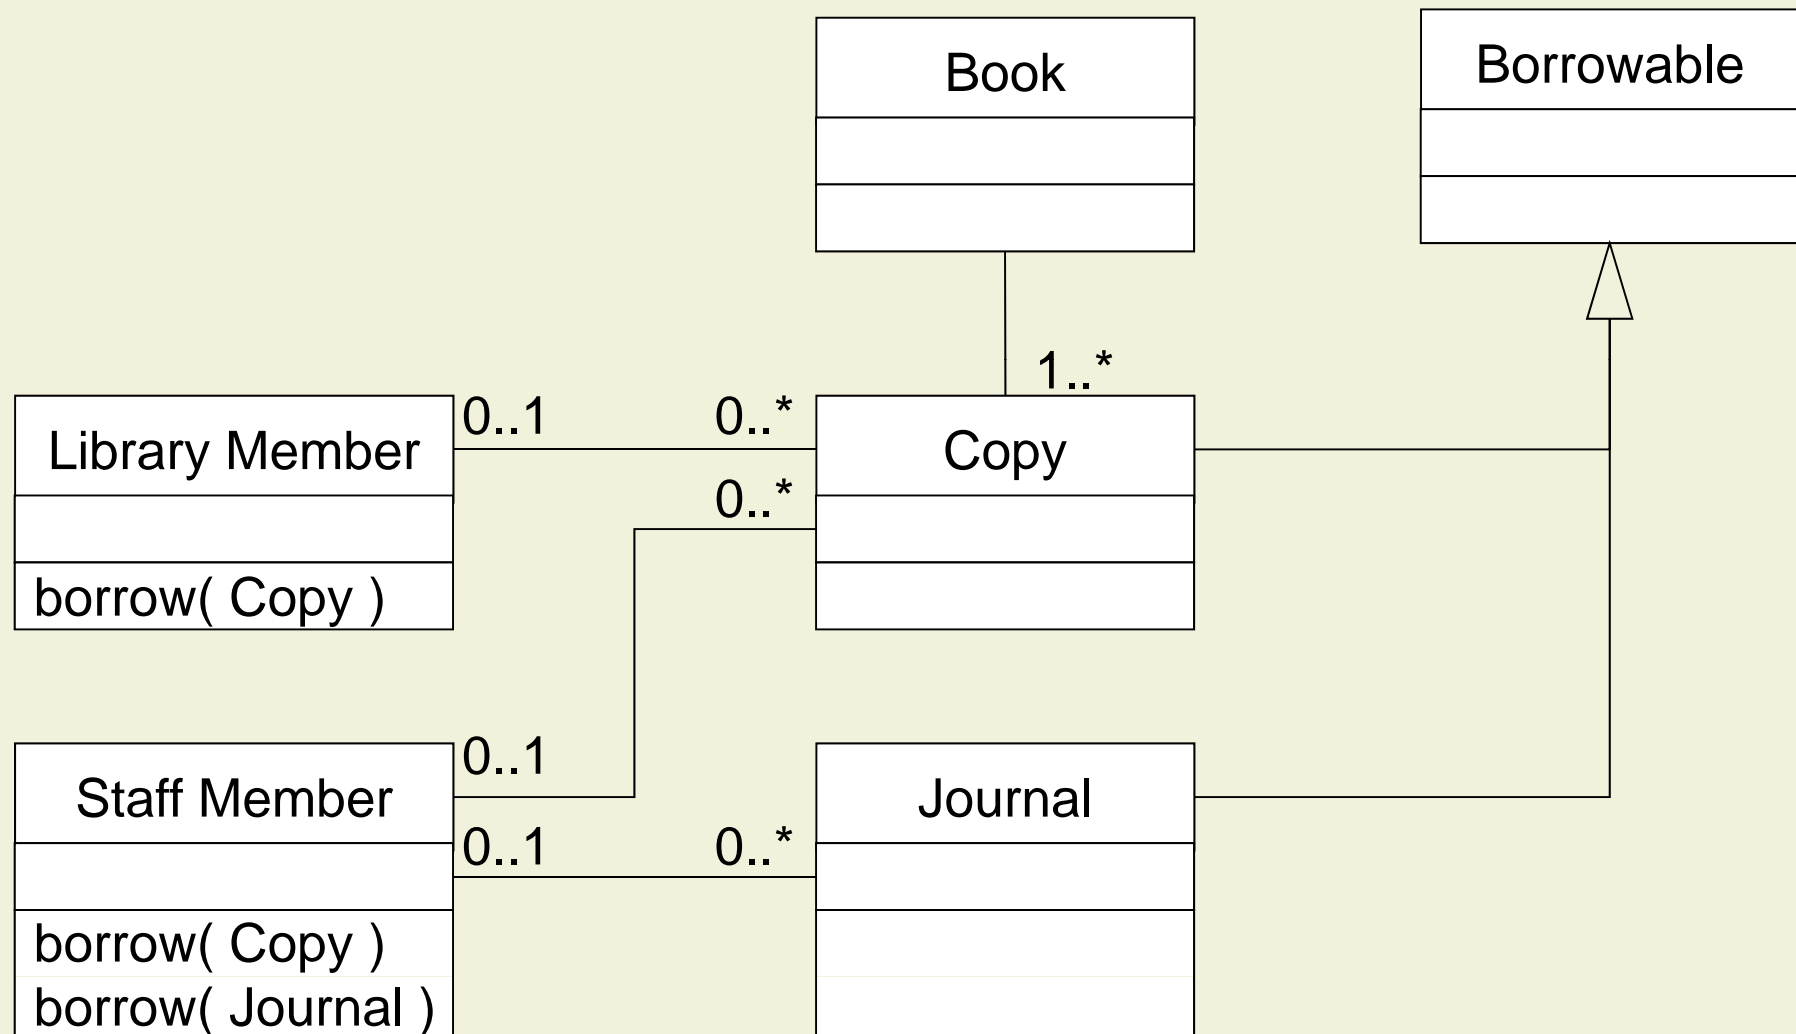 Book
Borrowable
1..*
0..1
0..*
Library Member
Copy
0..*
borrow( Copy )
0..1
Staff Member
Journal
0..1
0..*
borrow( Copy )
borrow( Journal )